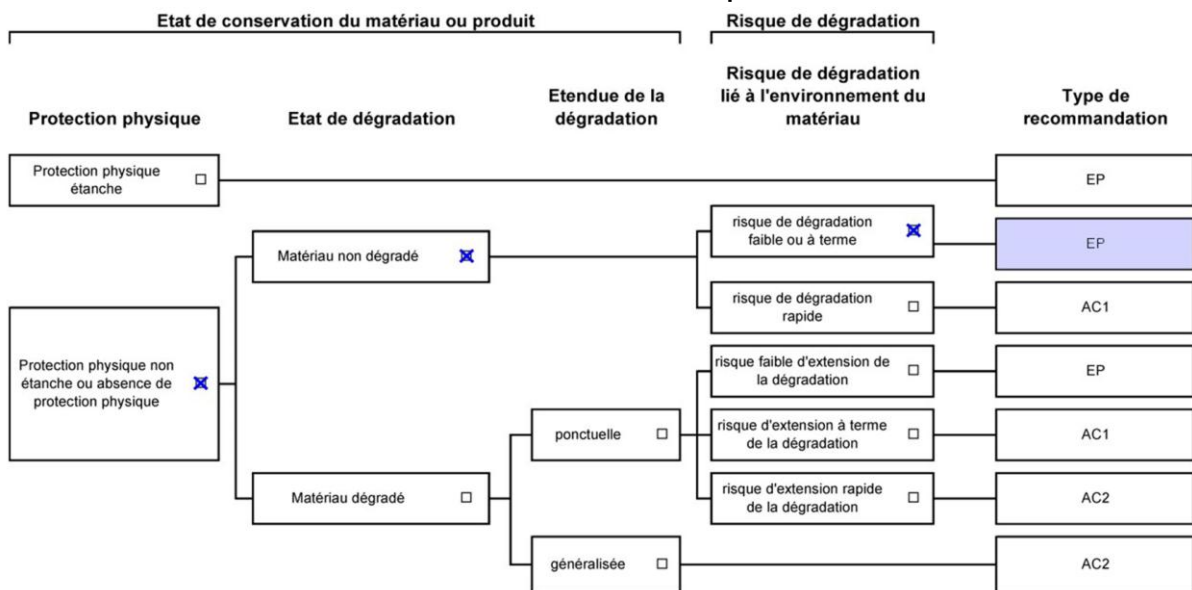 Etat de conservation du matériau ou produit
Risque de dégradation
Protection physique
Etat de dégradation
Etendue de la
dégradation
Risque de dégradation
lié à l'environnement du
matériau
Type de
recommandation
Protection physique
étanche
EP
risque de dégradation
faible ou à terme
EP
Matériau non dégradé
risque de dégradation
rapide
AC1
Protection physique non
étanche ou absence de
protection physique
risque faible d'extension de
la dégradation
EP
ponctuelle
risque d'extension à terme
de la dégradation
AC1
Matériau dégradé
risque d'extension rapide
de la dégradation
AC2
généralisée
AC2